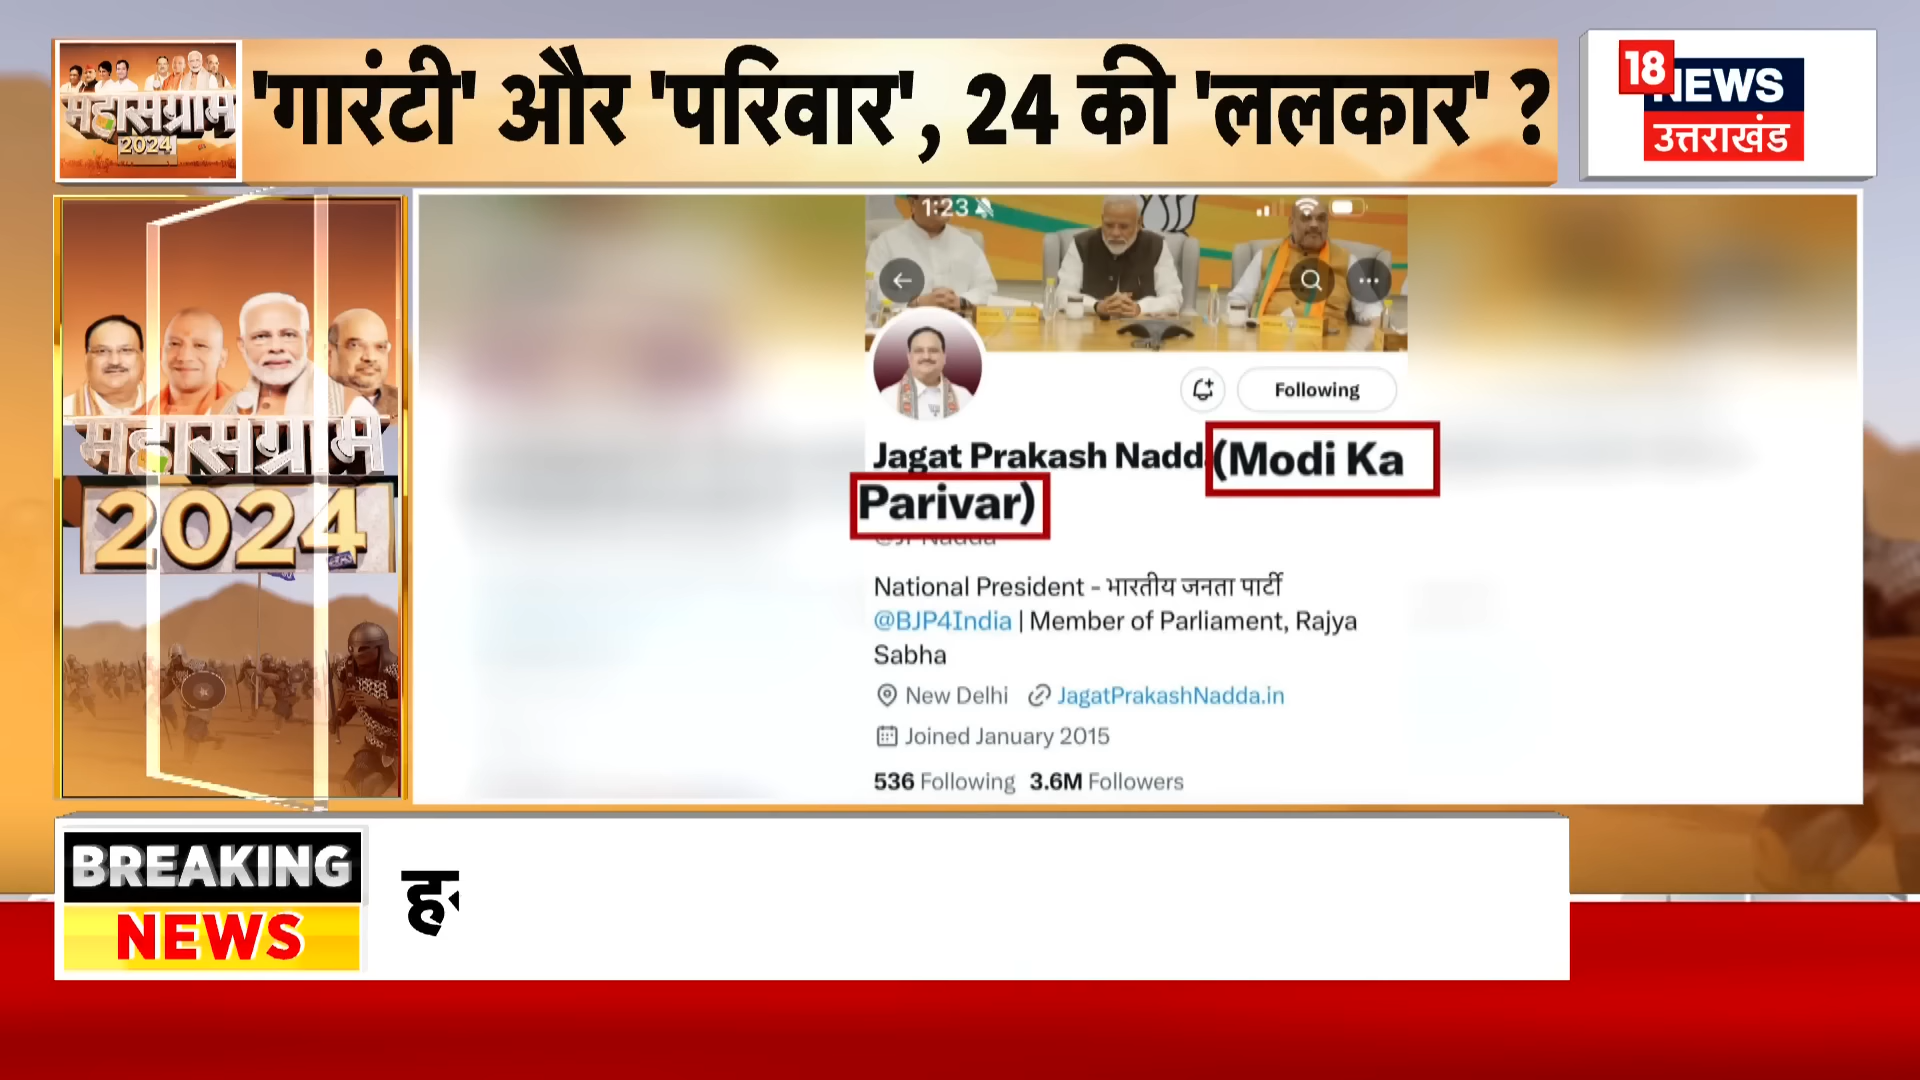 'गारंटी' और 'परिवार', 24 की 'ललकार' ?
महासंग्राम
2024
18
NEWS
उत्तराखंड
महासंग्राम
2024
1:23
Following
Jagat Prakash Nadd (Modi Ka
Parivar)
National President - भारतीय जनता पार्टी
@BJP4India | Member of Parliament, Rajya
Sabha
New Delhi JagatPrakashNadda.in
Joined January 2015
536 Following 3.6M Followers
BREAKING
NEWS